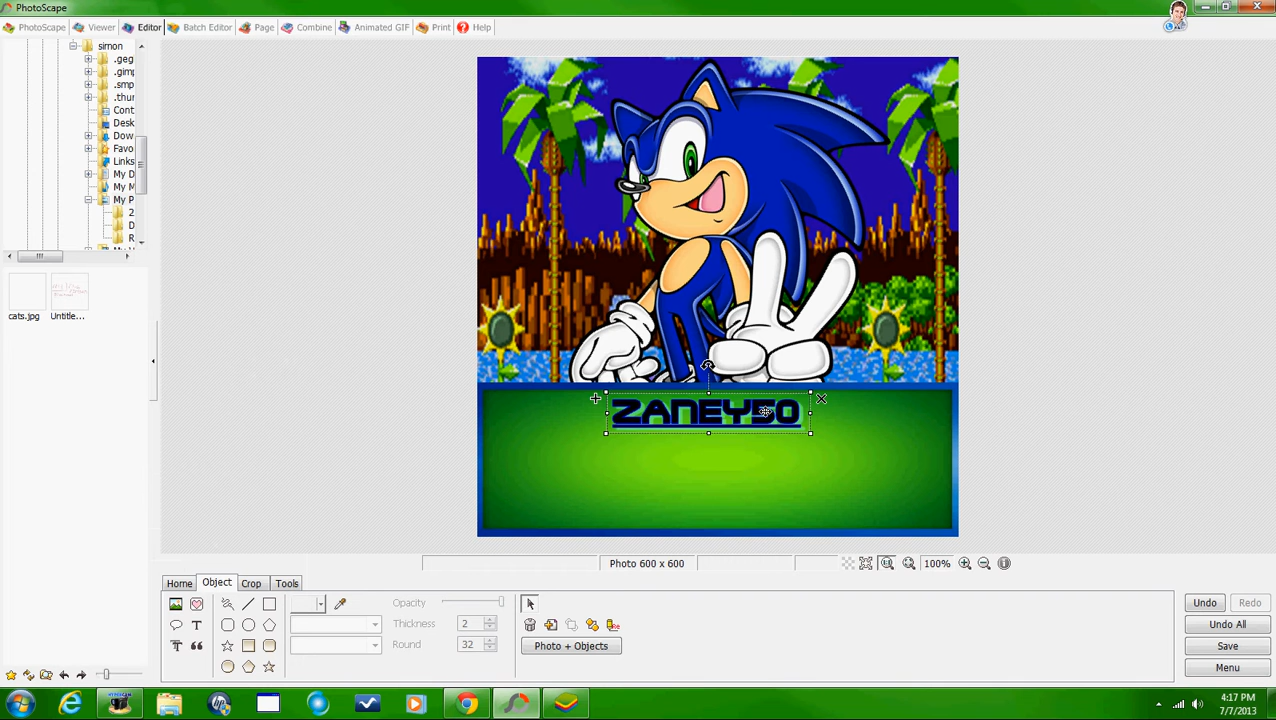 PhotoScape
PhotoScape Viewer Editor Batch Editor Page Combine Animated GIF Print Help
simon
.geg
.gimp
.smp
.thur
Cont
Desk
Dow
Favo
Links
My D
My M
My P
2
D
R
cats.jpg Untitle...
ZANEY50
Photo 600 x 600 100%
Home Object Crop Tools
Opacity
Thickness 2
Round 32
Photo + Objects
Undo Redo
Undo All
Save
Menu
4:17 PM
7/7/2013